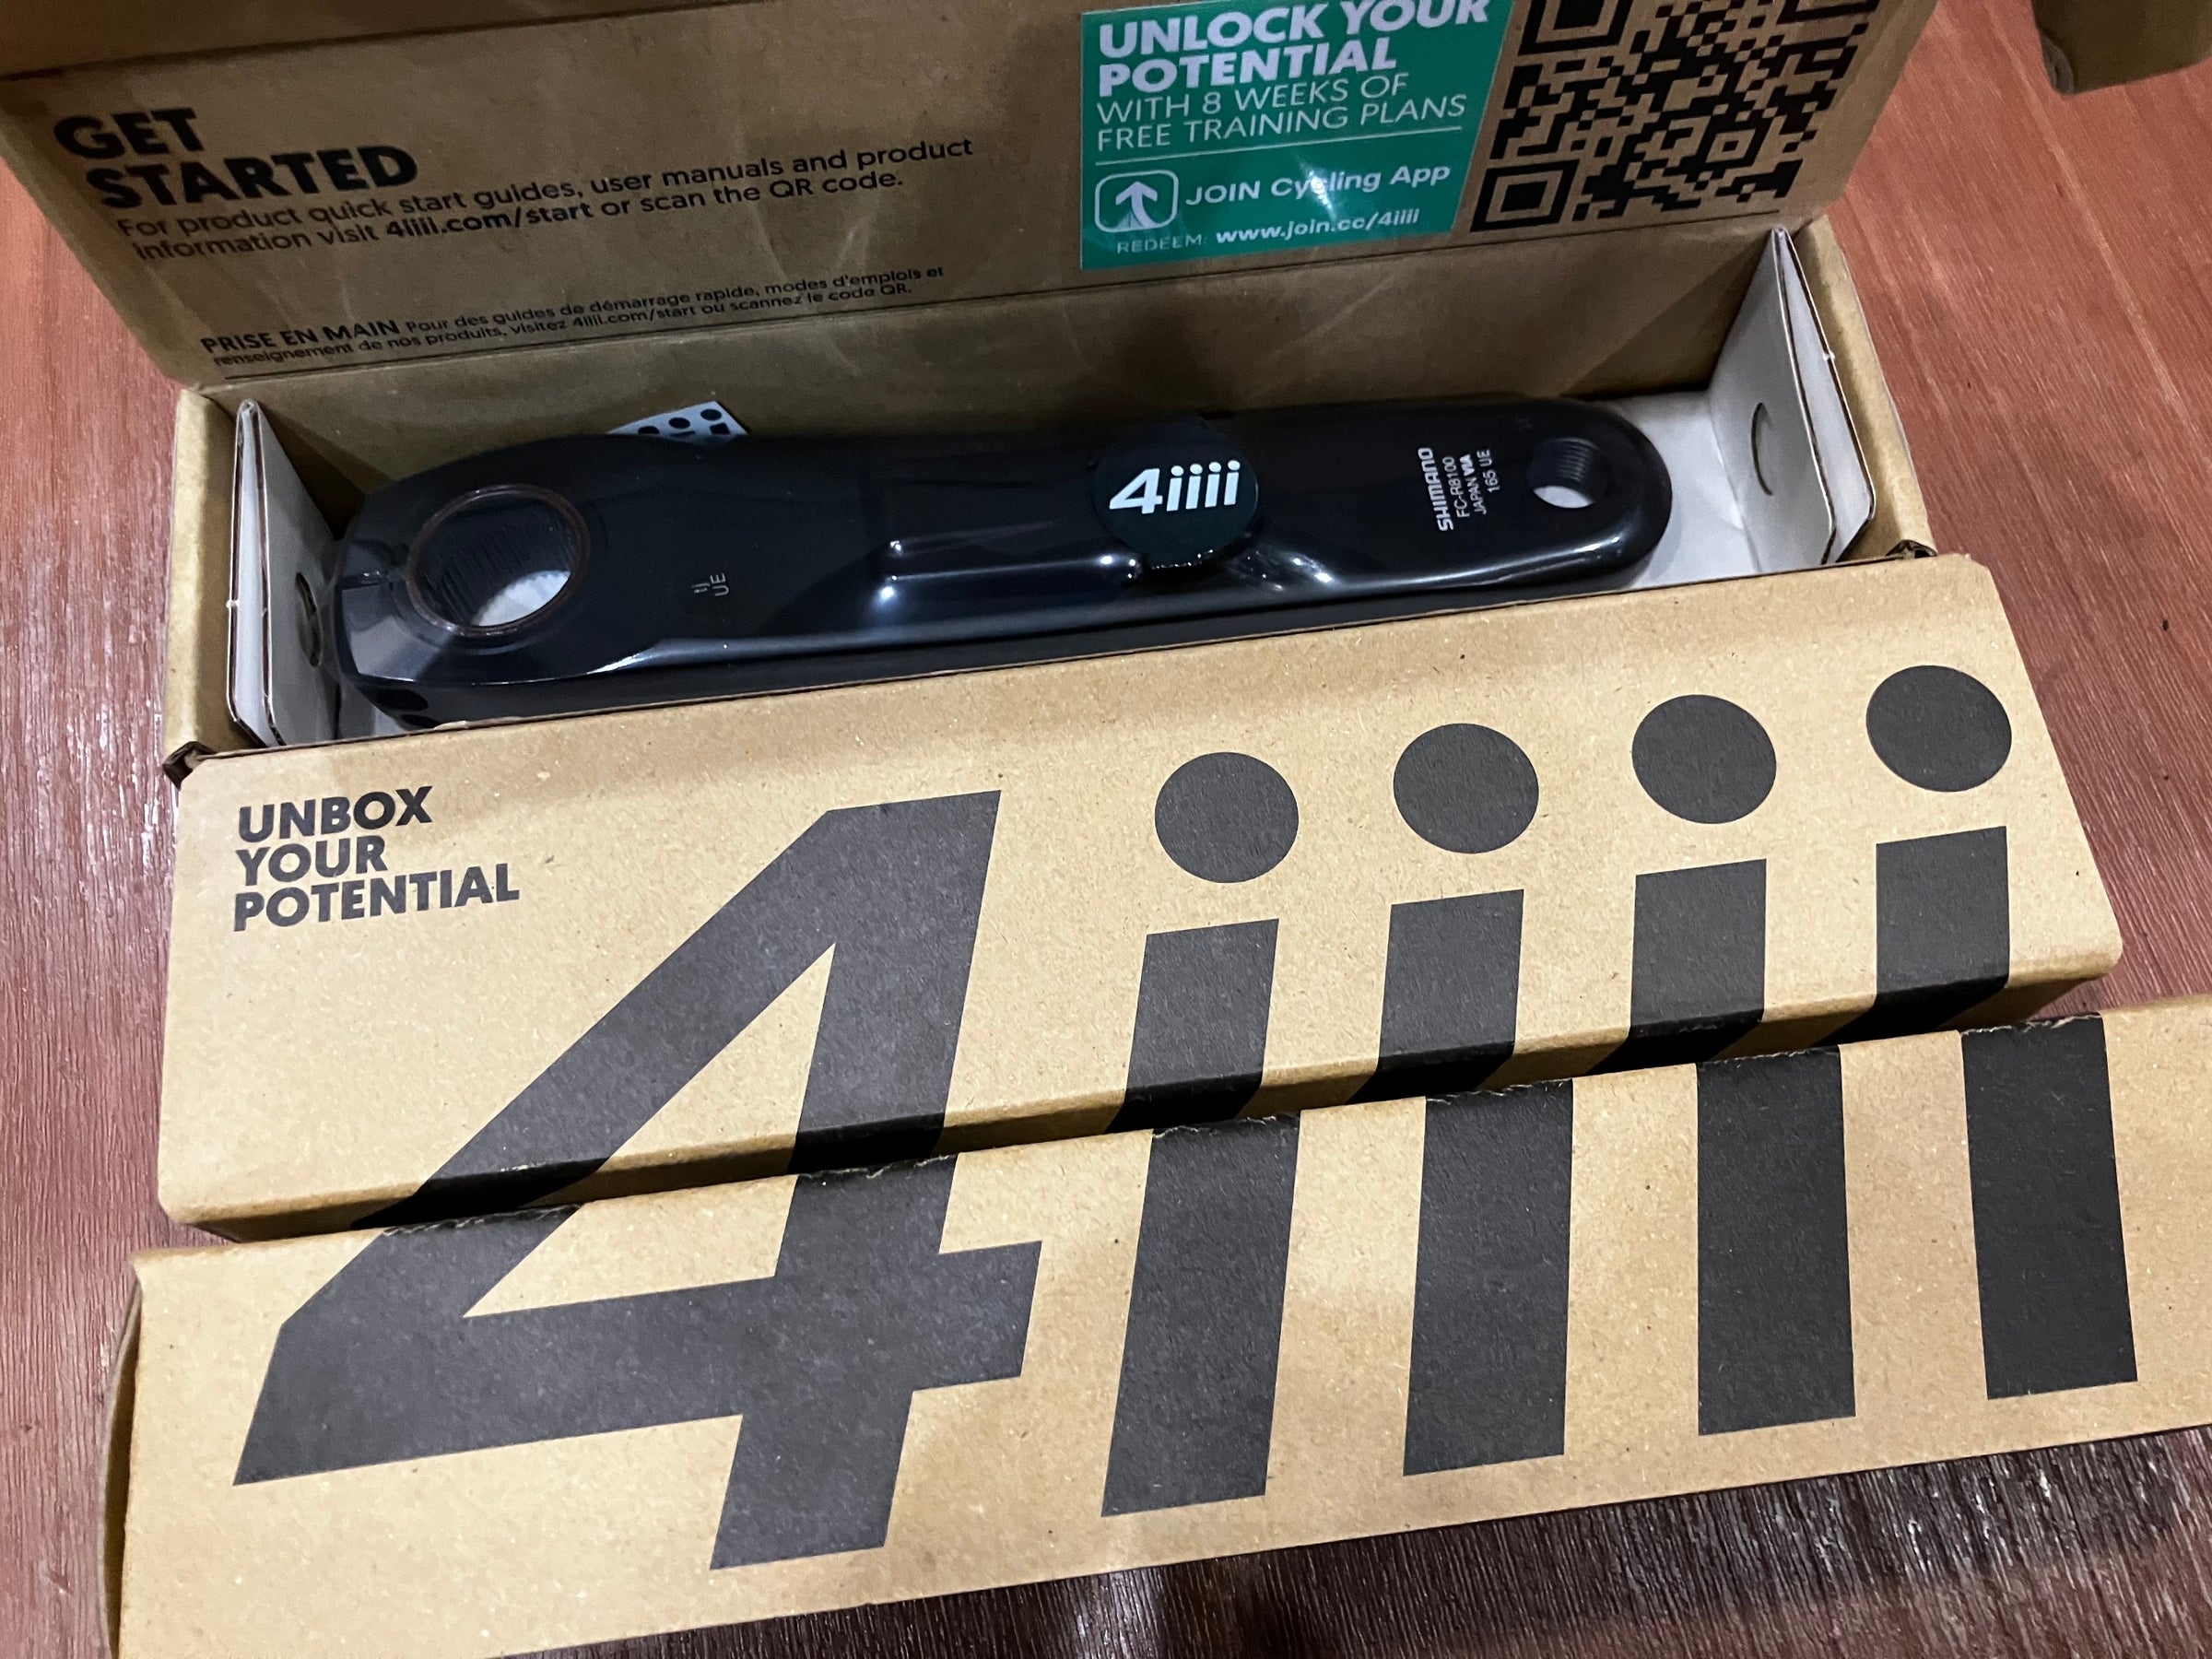 GET
STARTED
For product quick start guides, user manuals and product
information visit 4iiii.com/start or scan the QR code.
PRISE EN MAIN Pour des guides de démarrage rapide, modes d'emplois et
renseignement de nos produits, visitez 4iiii.com/start ou scannez le code QR.
UNLOCK YOUR
POTENTIAL
WITH 8 WEEKS OF
FREE TRAINING PLANS
JOIN Cycling App
REDEEM: www.join.cc/4iiii
4iiii
SHIMANO
FC-R8100
JAPAN VIA
165 UE
UE
UNBOX
YOUR
POTENTIAL
4iiii